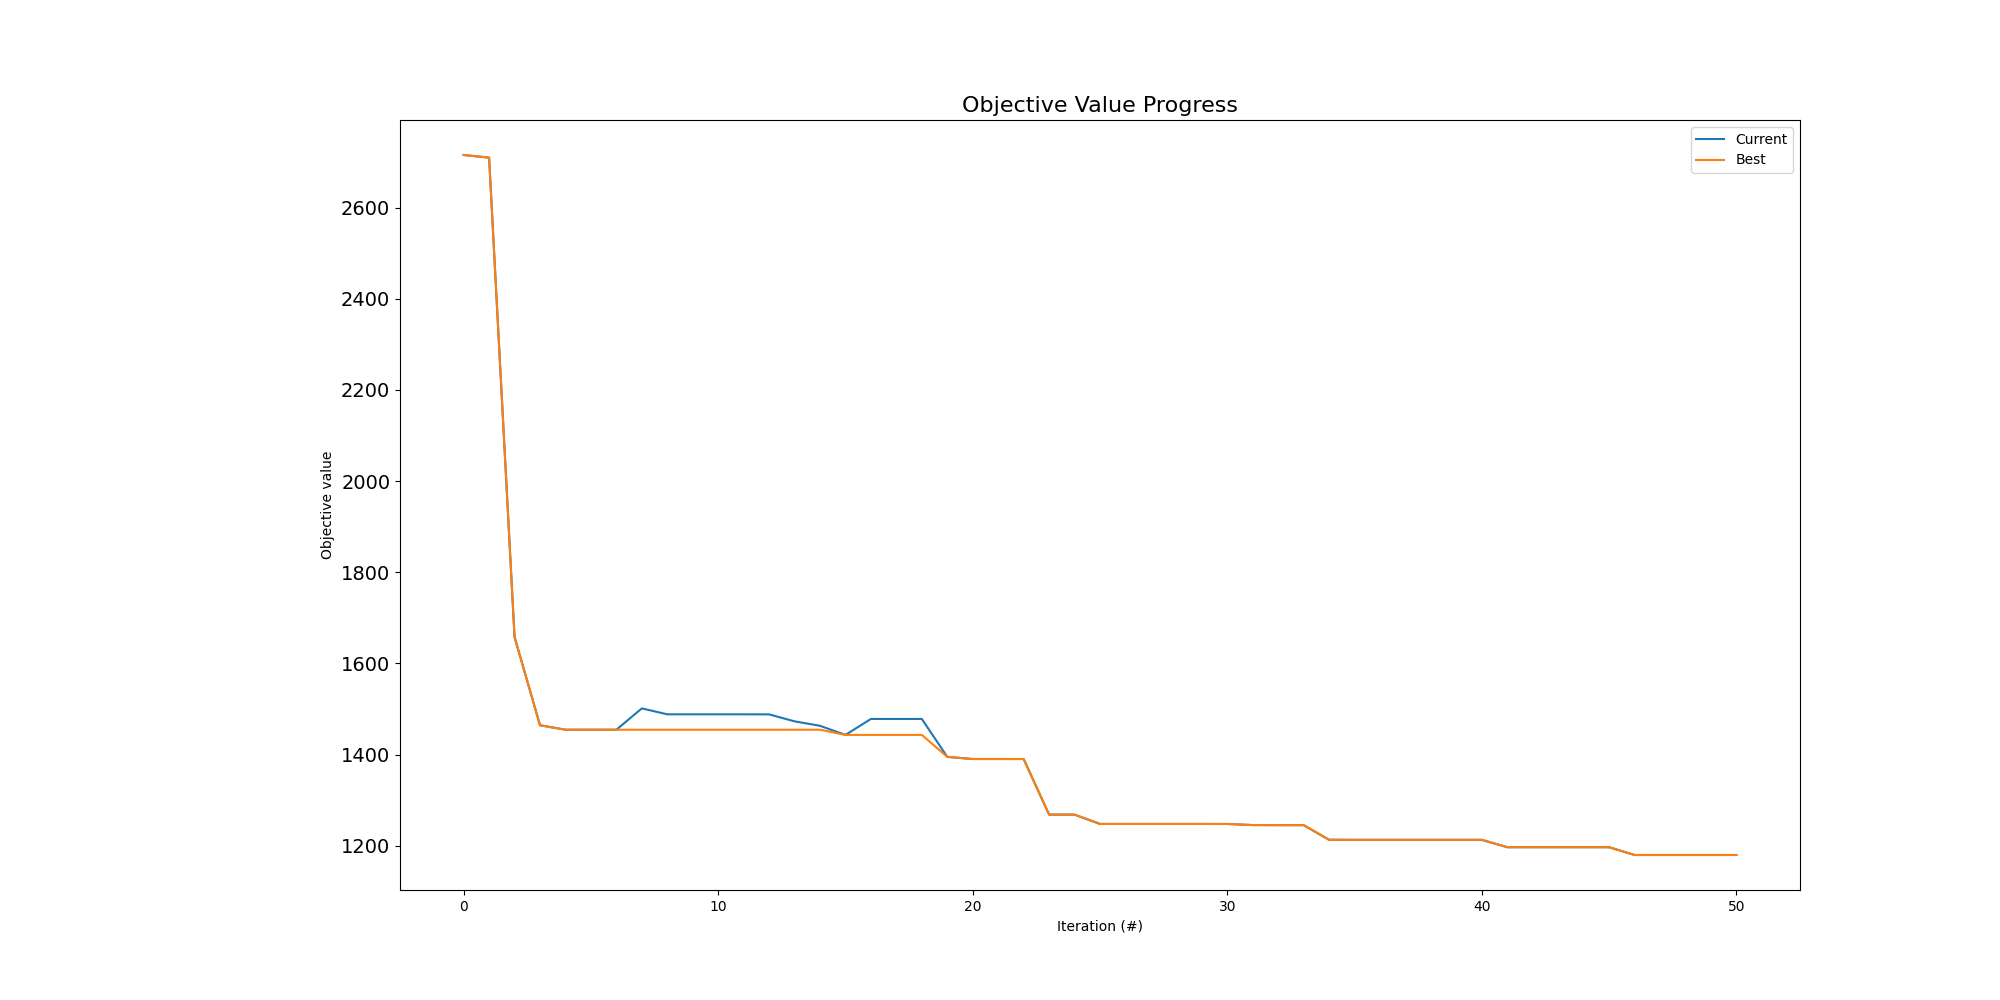 Objective Value Progress
Current
Best
2600
2400
2200
2000
1800
1600
1400
1200
Objective value
0 10 20 30 40 50
Iteration (#)